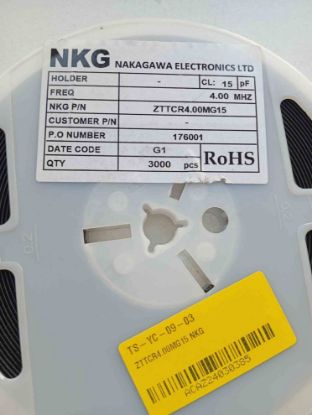 NKG NAKAGAWA ELECTRONICS LTD
HOLDER - CL: 15 pF
FREQ 4.00 MHZ
NKG P/N ZTTCR4.00MG15
CUSTOMER P/N -
P.O NUMBER 176001
DATE CODE G1
QTY 3000 pcs
RoHS
TS-YC-09-03
ZTTCR4.00MG15 NKG
ACA224030385